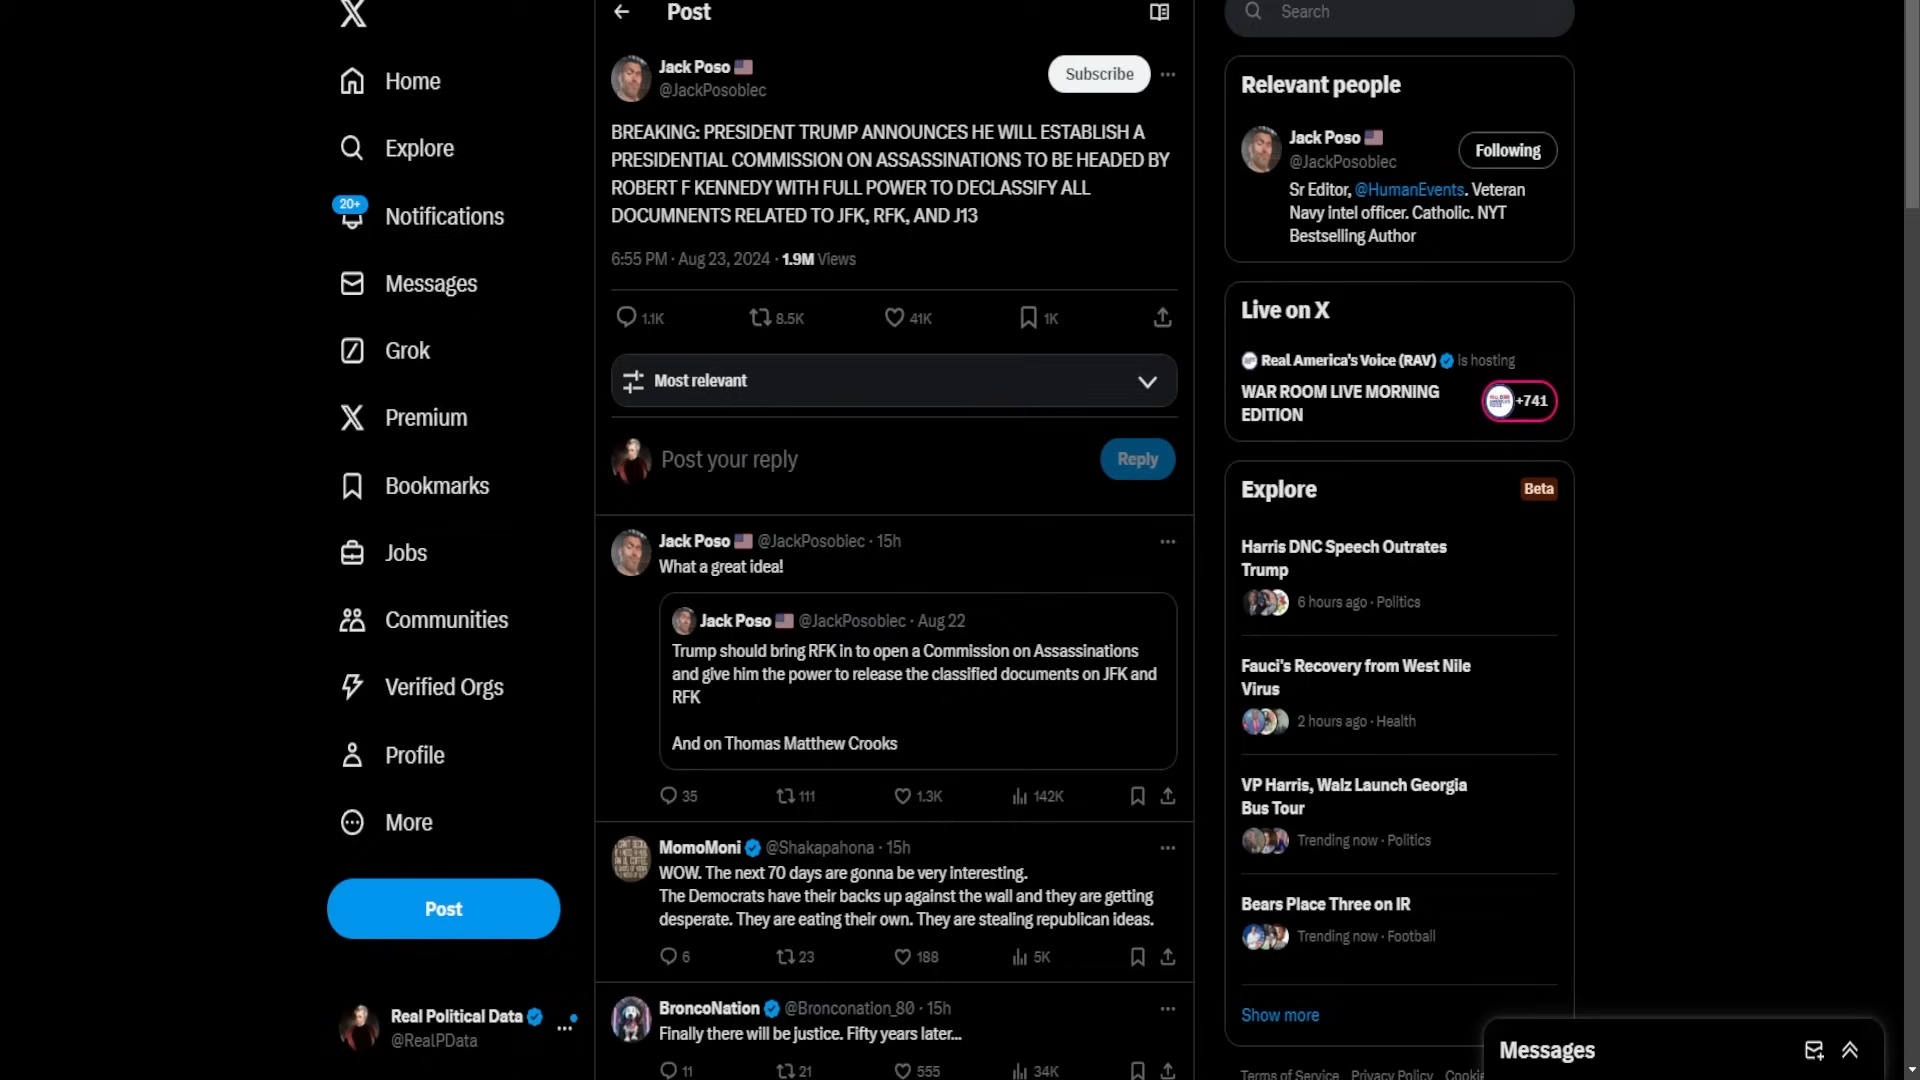 Home
Explore
20+
Notifications
Messages
Grok
Premium
Bookmarks
Jobs
Communities
Verified Orgs
Profile
More
Post
Real Political Data
@RealPData
Post
Jack Poso
@JackPosobiec
Subscribe
BREAKING: PRESIDENT TRUMP ANNOUNCES HE WILL ESTABLISH A
PRESIDENTIAL COMMISSION ON ASSASSINATIONS TO BE HEADED BY
ROBERT F KENNEDY WITH FULL POWER TO DECLASSIFY ALL
DOCUMNENTS RELATED TO JFK, RFK, AND J13
6:55 PM · Aug 23, 2024 · 1.9M Views
1.1K 8.5K 41K 1K
Most relevant
Post your reply
Reply
Jack Poso @JackPosobiec · 15h
What a great idea!
Jack Poso @JackPosobiec · Aug 22
Trump should bring RFK in to open a Commission on Assassinations
and give him the power to release the classified documents on JFK and
RFK
And on Thomas Matthew Crooks
35 111 1.3K 142K
MomoMoni @Shakapahona · 15h
WOW. The next 70 days are gonna be very interesting.
The Democrats have their backs up against the wall and they are getting
desperate. They are eating their own. They are stealing republican ideas.
6 23 188 5K
BroncoNation @Bronconation_80 · 15h
Finally there will be justice. Fifty years later...
11 21 555 34K
Search
Relevant people
Jack Poso
@JackPosobiec
Following
Sr Editor, @HumanEvents. Veteran
Navy intel officer. Catholic. NYT
Bestselling Author
Live on X
Real America's Voice (RAV) is hosting
WAR ROOM LIVE MORNING
EDITION
+741
Explore
Beta
Harris DNC Speech Outrates
Trump
6 hours ago · Politics
Fauci's Recovery from West Nile
Virus
2 hours ago · Health
VP Harris, Walz Launch Georgia
Bus Tour
Trending now · Politics
Bears Place Three on IR
Trending now · Football
Show more
Terms of Service Privacy Policy Cookie
Messages